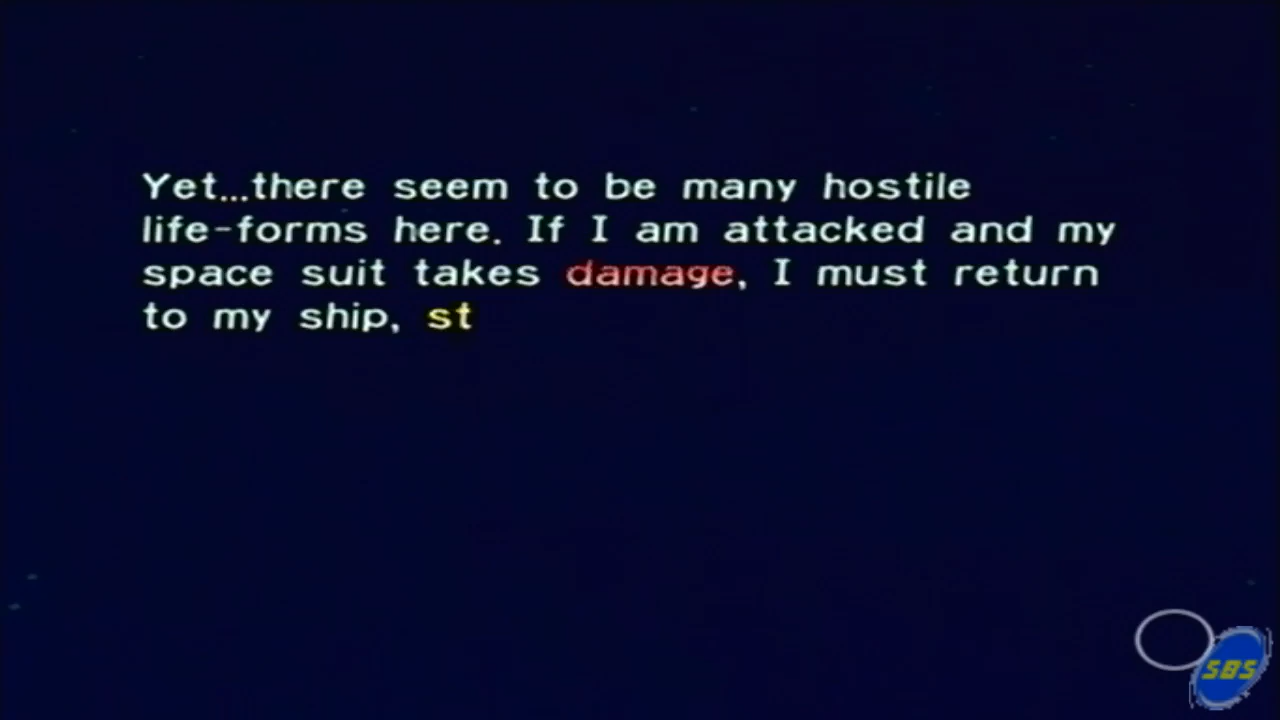 Yet...there seem to be many hostile
life-forms here. If I am attacked and my
space suit takes damage, I must return
to my ship, st
SBS